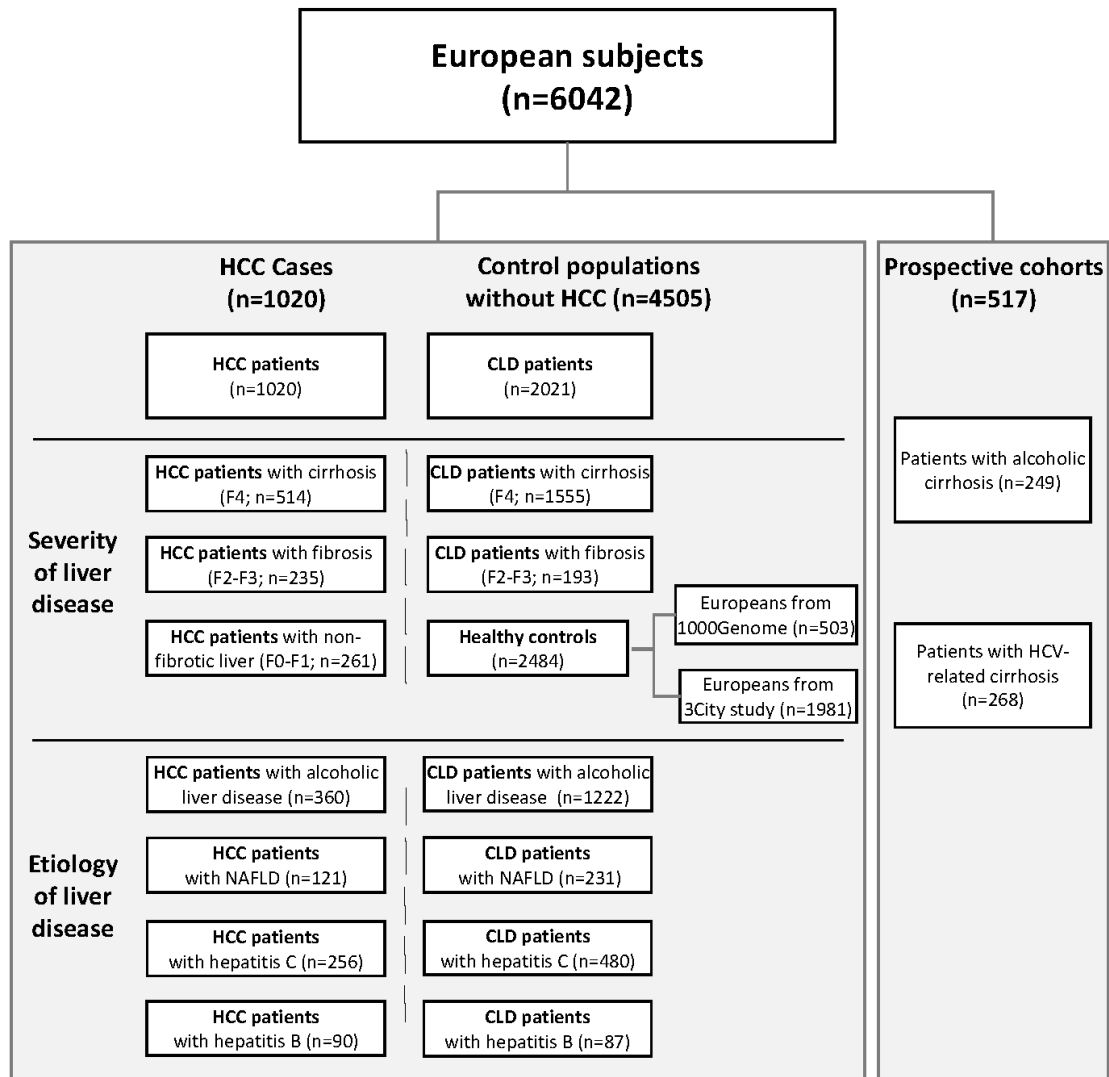 European subjects
(n=6042)
HCC Cases
(n=1020)
Control populations
without HCC (n=4505)
Prospective cohorts
(n=517)
HCC patients
(n=1020)
CLD patients
(n=2021)
Severity
of liver
disease
HCC patients with cirrhosis
(F4; n=514)
CLD patients with cirrhosis
(F4; n=1555)
HCC patients with fibrosis
(F2-F3; n=235)
CLD patients with fibrosis
(F2-F3; n=193)
HCC patients with non-
fibrotic liver (F0-F1; n=261)
Healthy controls
(n=2484)
Europeans from
1000Genome (n=503)
Europeans from
3City study (n=1981)
Patients with alcoholic
cirrhosis (n=249)
Patients with HCV-
related cirrhosis
(n=268)
Etiology
of liver
disease
HCC patients with alcoholic
liver disease (n=360)
CLD patients with alcoholic
liver disease (n=1222)
HCC patients
with NAFLD (n=121)
CLD patients
with NAFLD (n=231)
HCC patients
with hepatitis C (n=256)
CLD patients
with hepatitis C (n=480)
HCC patients
with hepatitis B (n=90)
CLD patients
with hepatitis B (n=87)